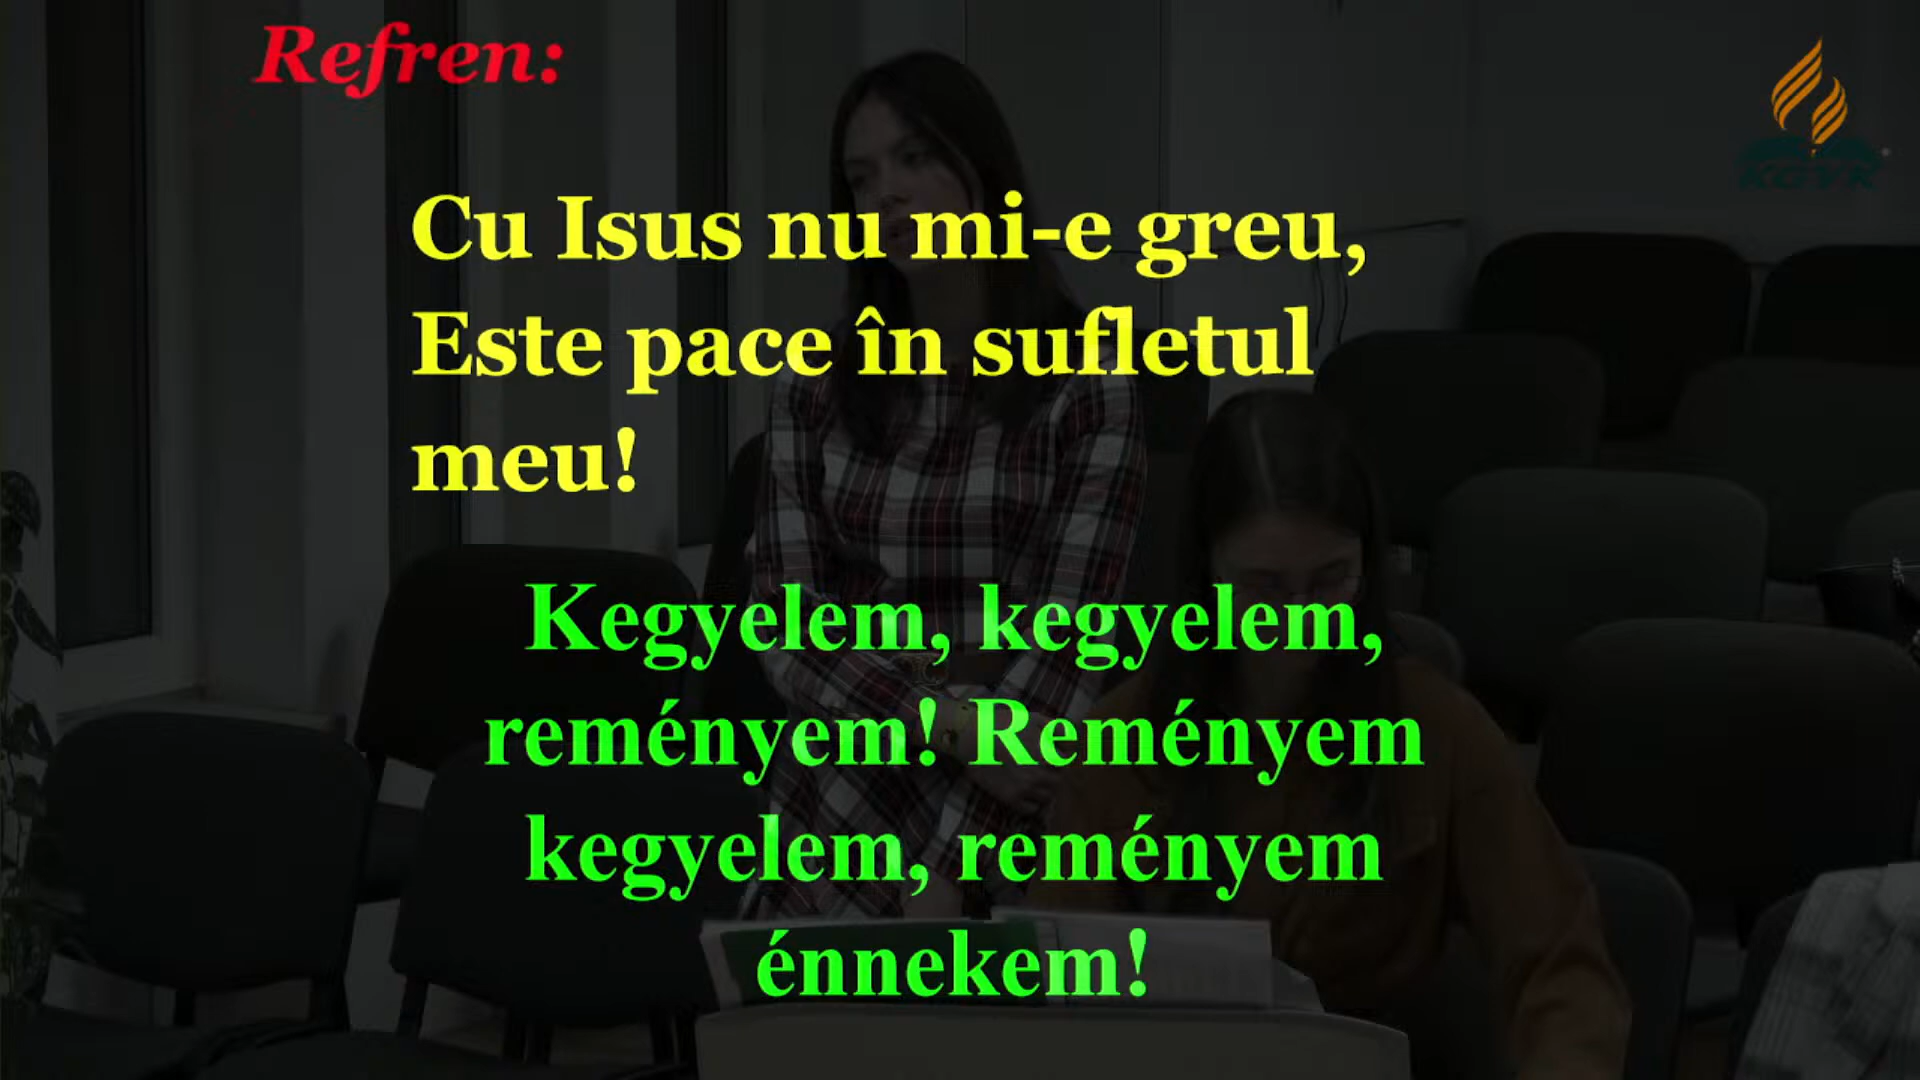 Refren:
Cu Isus nu mi-e greu,
Este pace în sufletul
meu!
Kegyelem, kegyelem,
reményem! Reményem
kegyelem, reményem
énnekem!